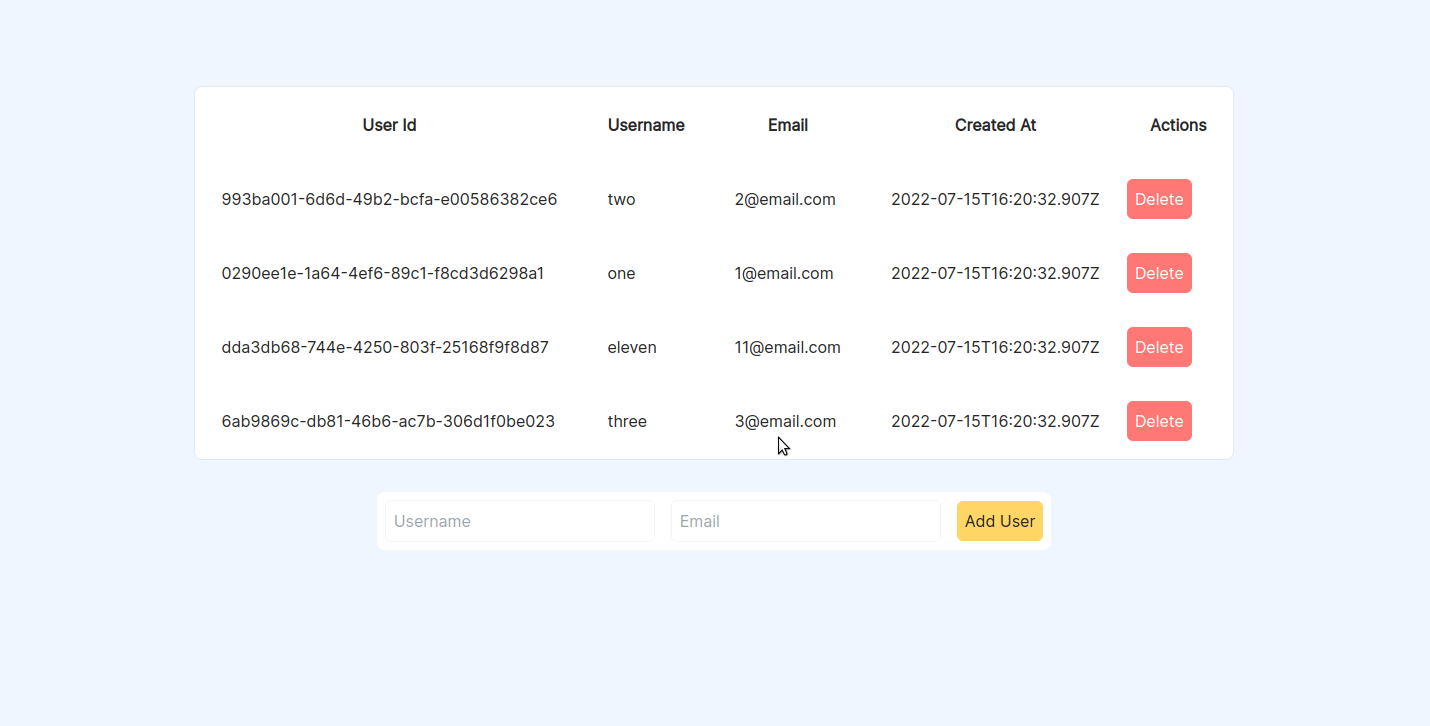 User Id Username Email Created At Actions
993ba001-6d6d-49b2-bcfa-e00586382ce6 two 2@email.com 2022-07-15T16:20:32.907Z Delete
0290ee1e-1a64-4ef6-89c1-f8cd3d6298a1 one 1@email.com 2022-07-15T16:20:32.907Z Delete
dda3db68-744e-4250-803f-25168f9f8d87 eleven 11@email.com 2022-07-15T16:20:32.907Z Delete
6ab9869c-db81-46b6-ac7b-306d1f0be023 three 3@email.com 2022-07-15T16:20:32.907Z Delete
Username Email Add User